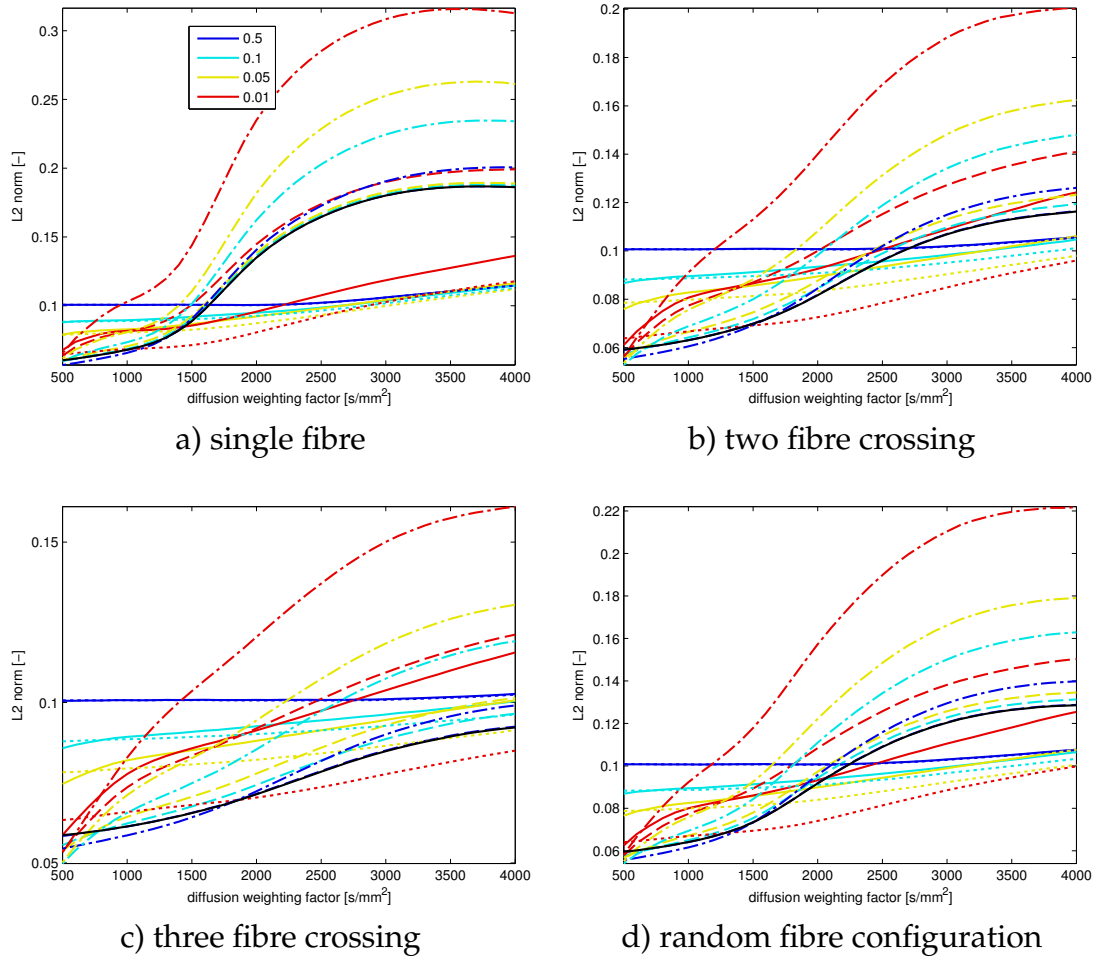 0.3
0.25
0.2
0.15
0.1
L2 norm [−]
0.5
0.1
0.05
0.01
500 1000 1500 2000 2500 3000 3500 4000
diffusion weighting factor [s/mm²]
a) single fibre
0.2
0.18
0.16
0.14
0.12
0.1
0.08
0.06
L2 norm [−]
500 1000 1500 2000 2500 3000 3500 4000
diffusion weighting factor [s/mm²]
b) two fibre crossing
0.15
0.1
0.05
L2 norm [−]
500 1000 1500 2000 2500 3000 3500 4000
diffusion weighting factor [s/mm²]
c) three fibre crossing
0.22
0.2
0.18
0.16
0.14
0.12
0.1
0.08
0.06
L2 norm [−]
500 1000 1500 2000 2500 3000 3500 4000
diffusion weighting factor [s/mm²]
d) random fibre configuration